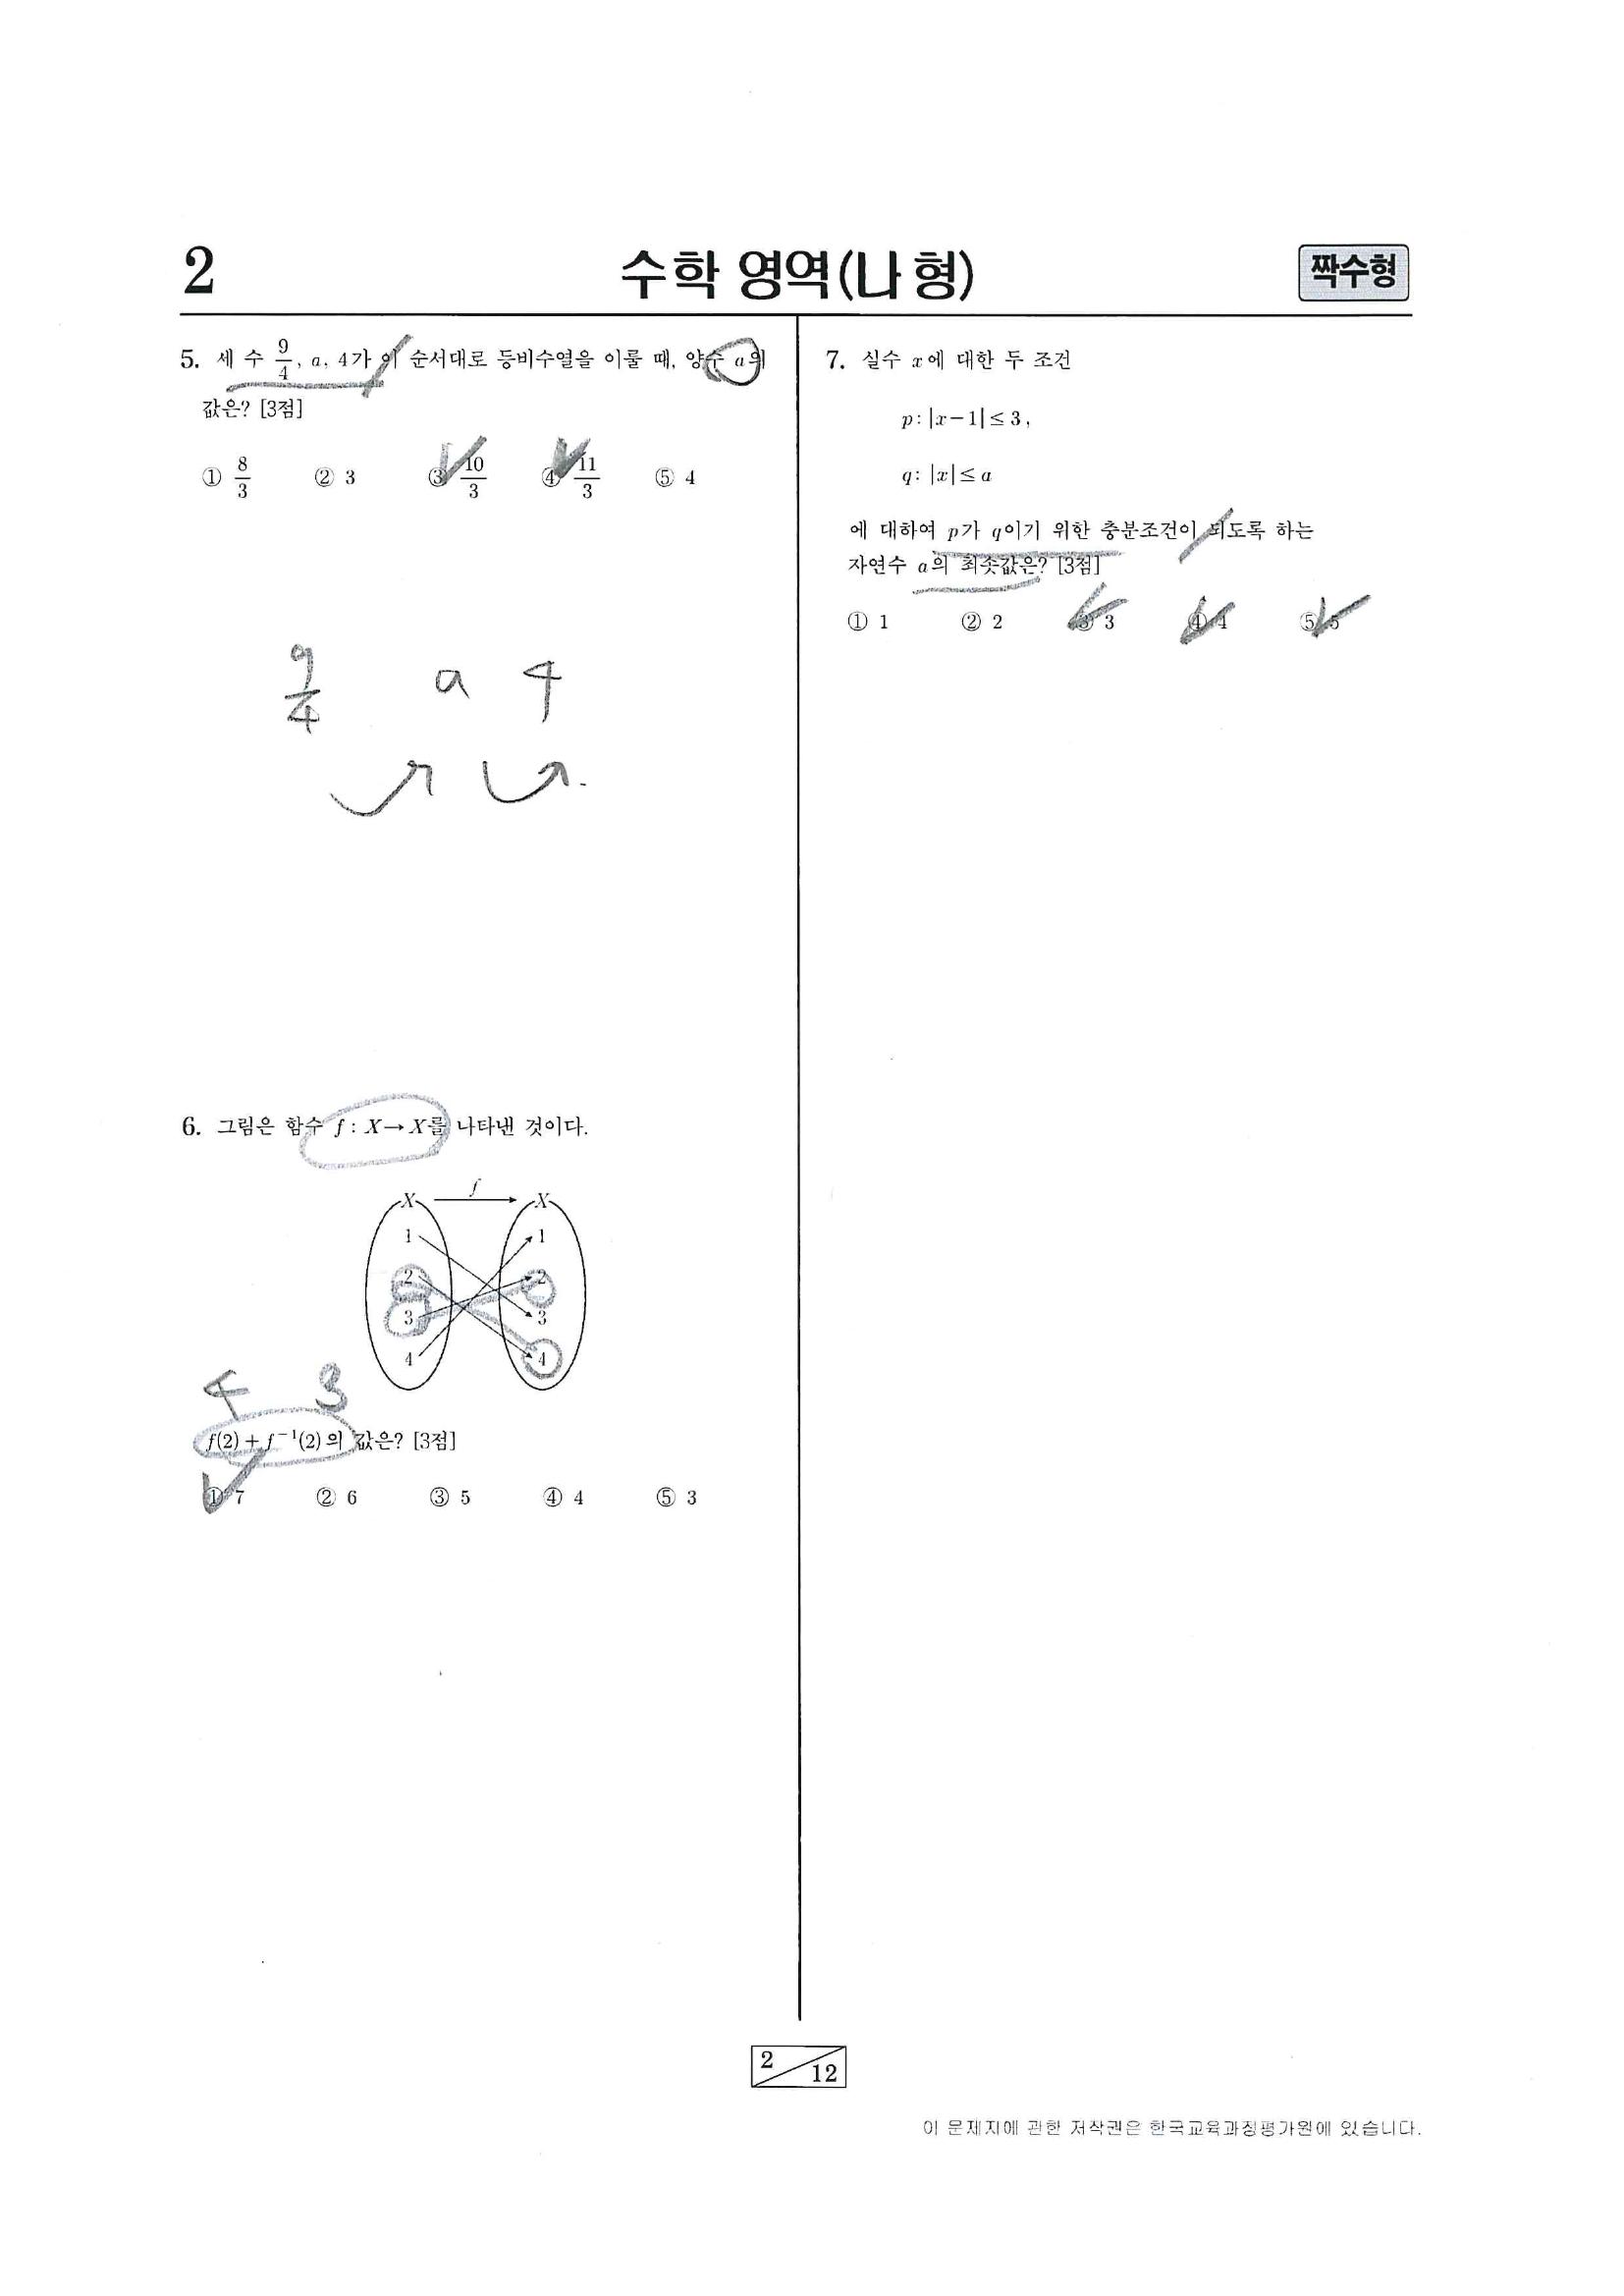 2
수학 영역(나 형)
짝수형
5. 세 수 9/4, a, 4가 이 순서대로 등비수열을 이룰 때, 양수 a의
값은? [3점]
① 8/3 ② 3 ③ 10/3 ④ 11/3 ⑤ 4
9/4 a 4
6. 그림은 함수 f : X→X를 나타낸 것이다.
X f X
1 1
2 2
3 3
4 4
4 3
f(2)+f⁻¹(2)의 값은? [3점]
① 7 ② 6 ③ 5 ④ 4 ⑤ 3
7. 실수 x에 대한 두 조건
p: |x-1| ≤ 3,
q: |x| ≤ a
에 대하여 p가 q이기 위한 충분조건이 되도록 하는
자연수 a의 최솟값은? [3점]
① 1 ② 2 ③ 3 ④ 4 ⑤ 5
2/12
이 문제지에 관한 저작권은 한국교육과정평가원에 있습니다.